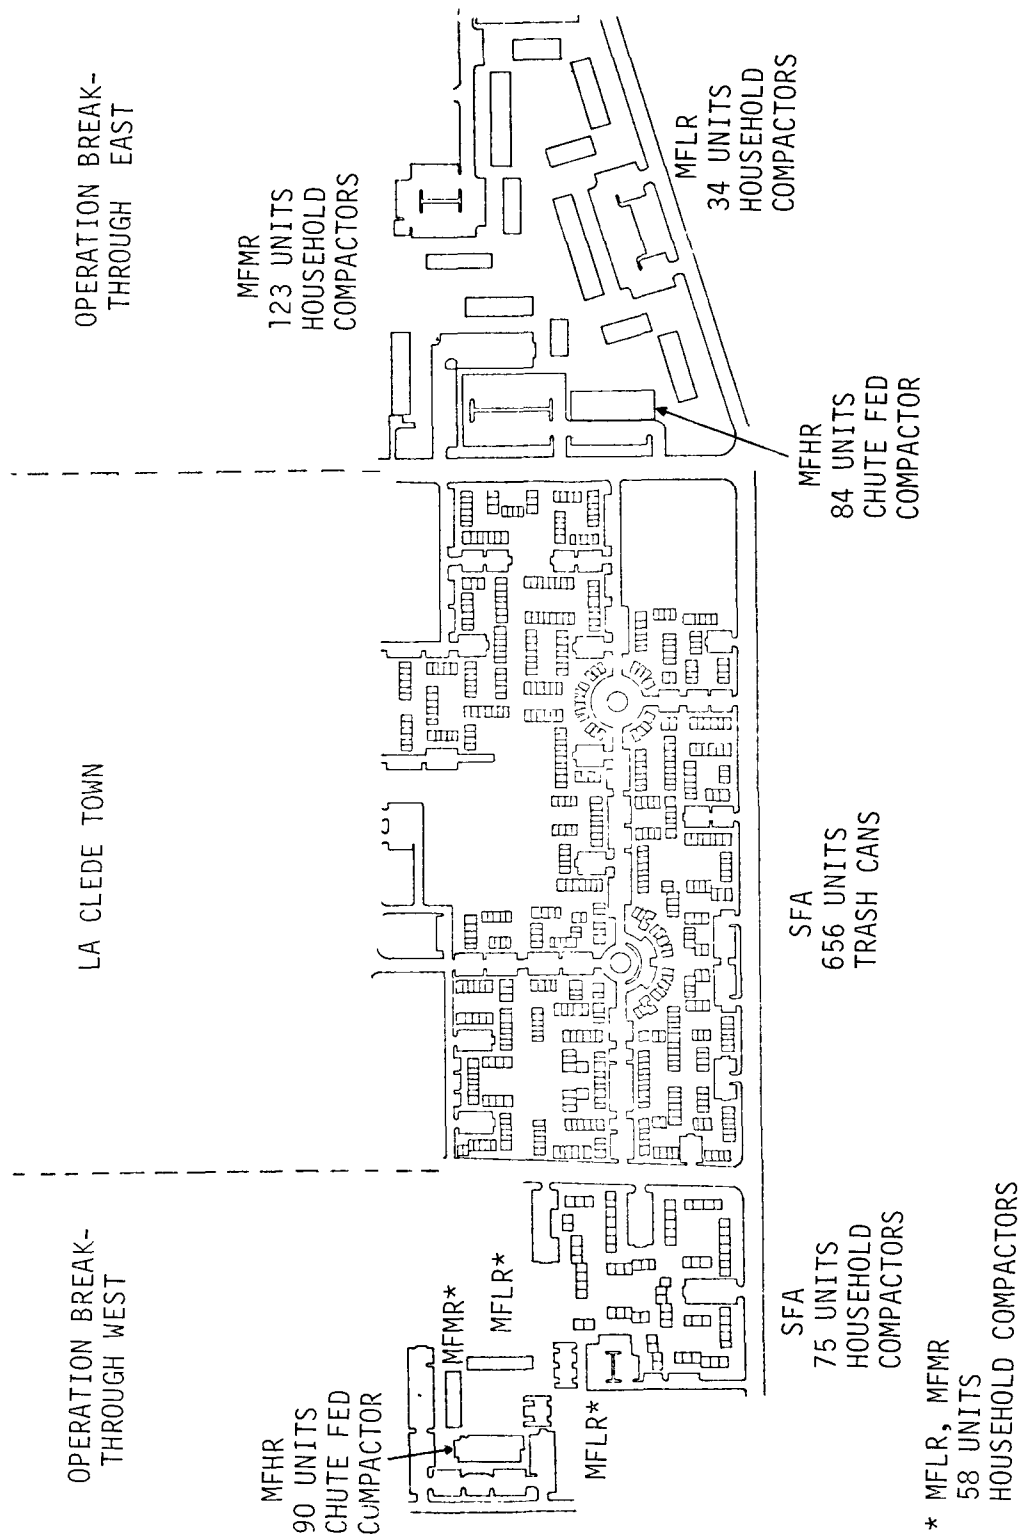 OPERATION BREAK-
THROUGH WEST
LA CLEDE TOWN
OPERATION BREAK-
THROUGH EAST
MFHR
90 UNITS
CHUTE FED
COMPACTOR
MFMR*
MFLR*
MFLR*
MFMR
123 UNITS
HOUSEHOLD
COMPACTORS
SFA
75 UNITS
HOUSEHOLD
COMPACTORS
SFA
656 UNITS
TRASH CANS
MFHR
84 UNITS
CHUTE FED
COMPACTOR
MFLR
34 UNITS
HOUSEHOLD
COMPACTORS
* MFLR, MFMR
58 UNITS
HOUSEHOLD COMPACTORS